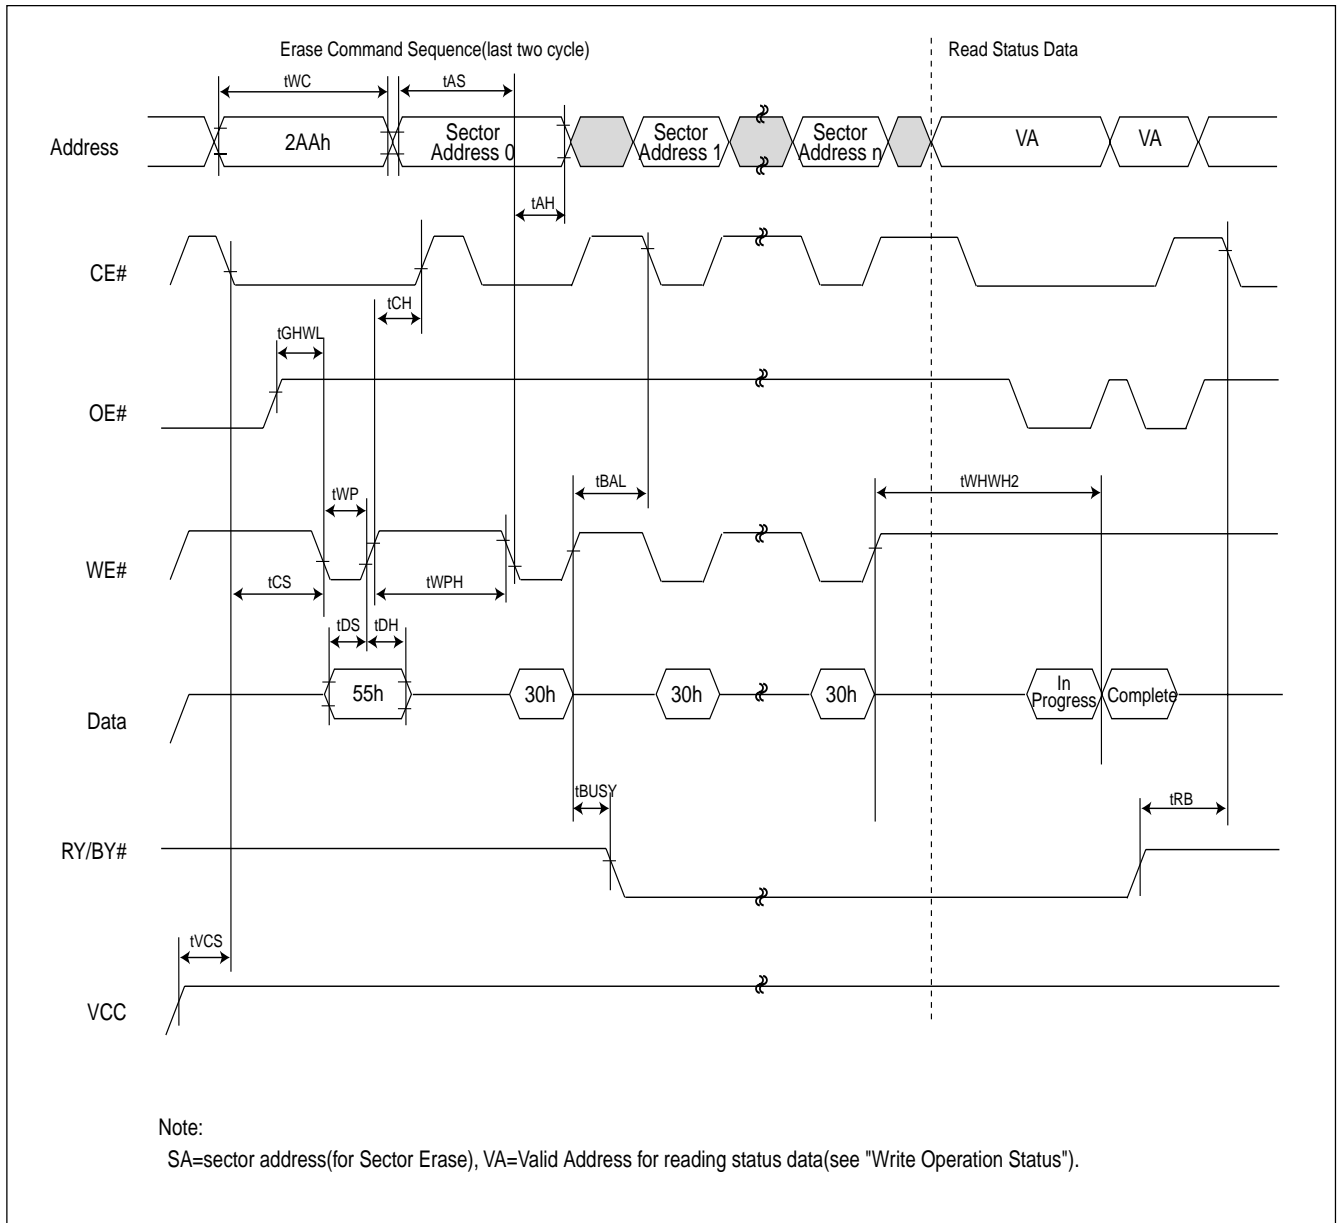 Erase Command Sequence(last two cycle)
Read Status Data
tWC
tAS
Address
2AAh
Sector
Address 0
Sector
Address 1
Sector
Address n
VA
VA
tAH
CE#
tCH
tGHWL
OE#
tWP
tBAL
tWHWH2
WE#
tCS
tWPH
tDS
tDH
Data
55h
30h
30h
30h
In
Progress
Complete
tBUSY
tRB
RY/BY#
tVCS
VCC
Note:
SA=sector address(for Sector Erase), VA=Valid Address for reading status data(see "Write Operation Status").